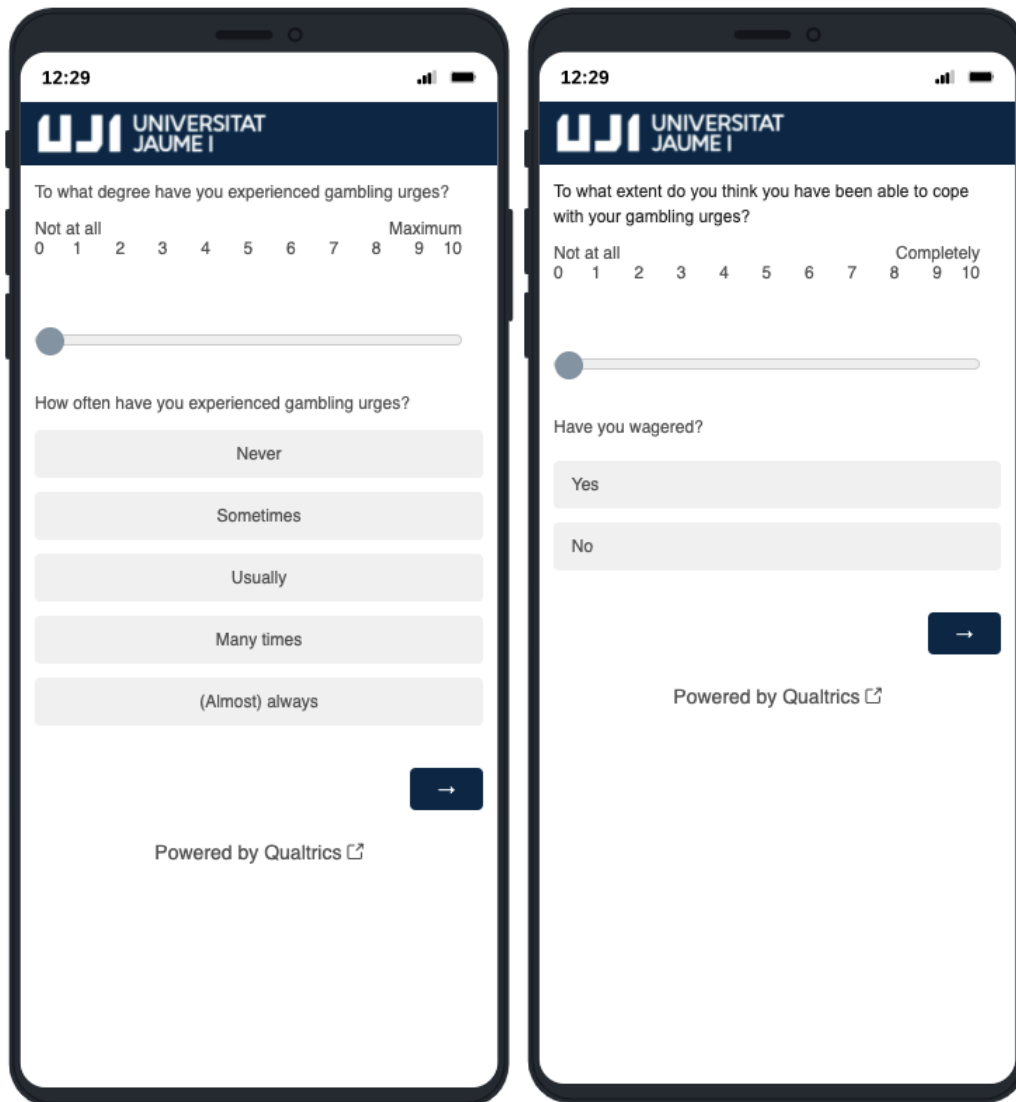 12:29
UJI UNIVERSITAT
JAUME I
To what degree have you experienced gambling urges?
Not at all Maximum
0 1 2 3 4 5 6 7 8 9 10
How often have you experienced gambling urges?
Never
Sometimes
Usually
Many times
(Almost) always
→
Powered by Qualtrics
12:29
UJI UNIVERSITAT
JAUME I
To what extent do you think you have been able to cope
with your gambling urges?
Not at all Completely
0 1 2 3 4 5 6 7 8 9 10
Have you wagered?
Yes
No
→
Powered by Qualtrics